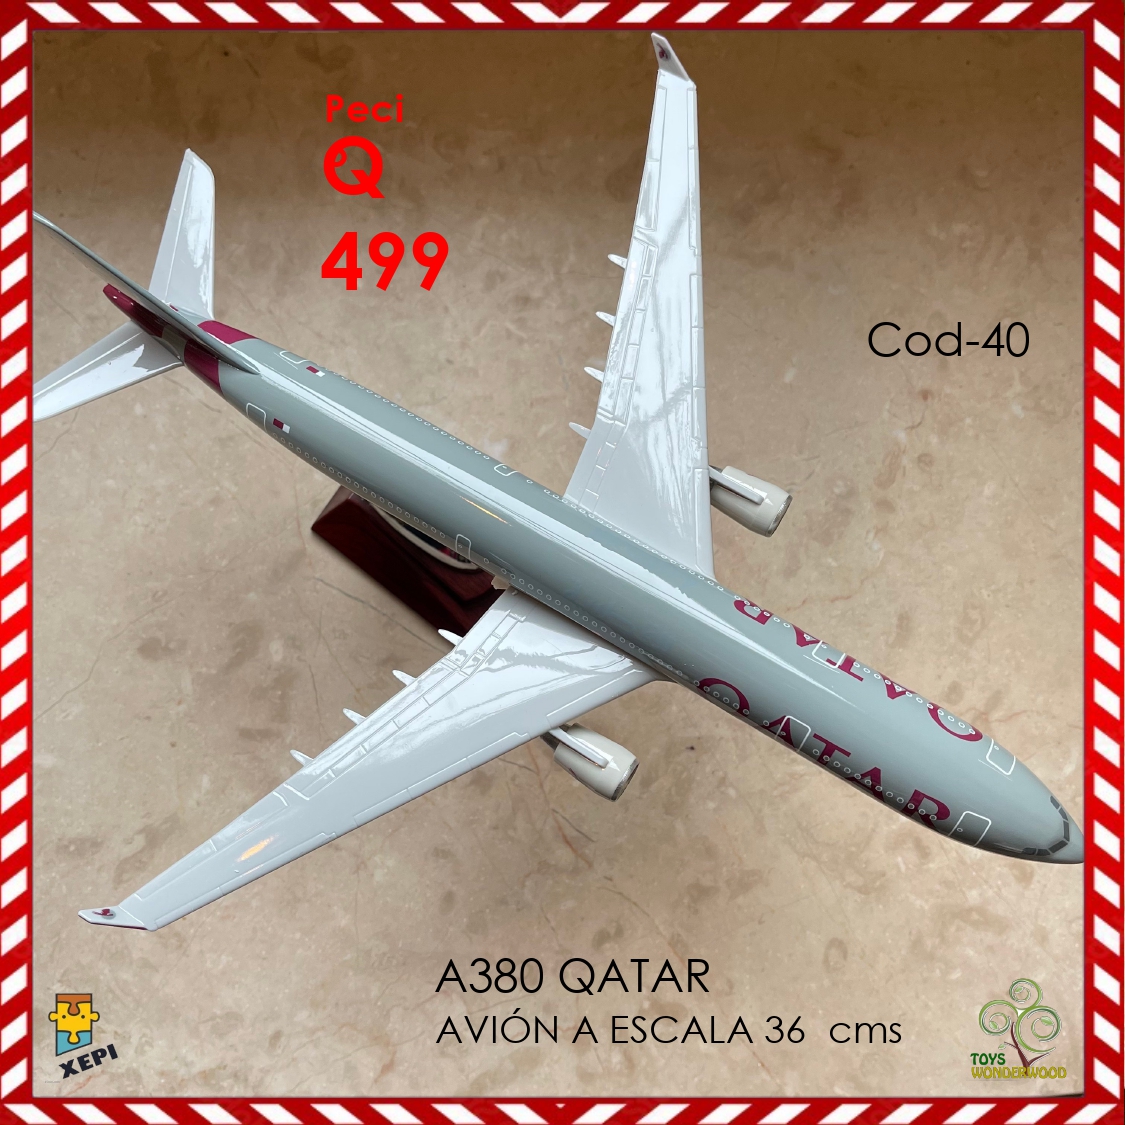 Peci
Q
499
Cod-40
QATAR
QATAR
A380 QATAR
AVIÓN A ESCALA 36 cms
XEPI
TOYS
WONDERWOOD